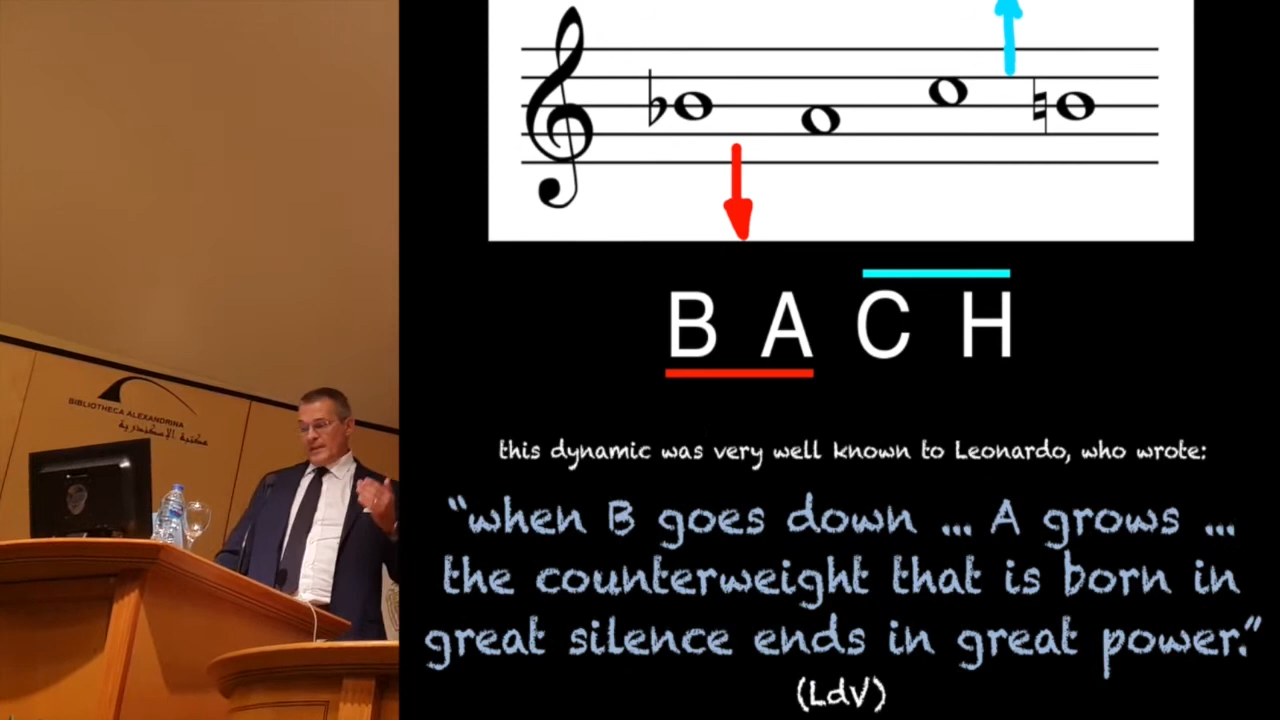 BIBLIOTHECA ALEXANDRINA
مكتبة الإسكندرية
B A C H
this dynamic was very well known to Leonardo, who wrote:
“when B goes down ... A grows ...
the counterweight that is born in
great silence ends in great power.”
(LdV)